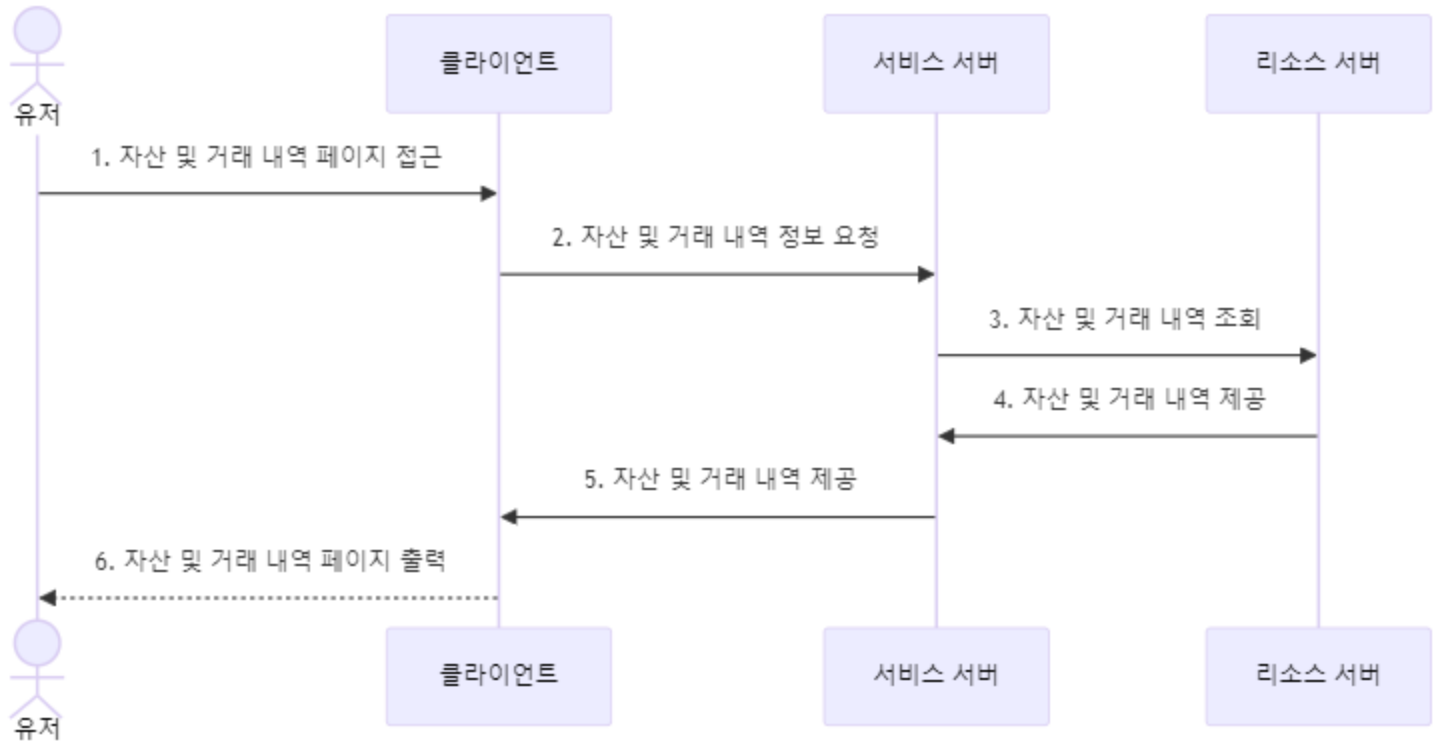 클라이언트
서비스 서버
리소스 서버
유저
1. 자산 및 거래 내역 페이지 접근
2. 자산 및 거래 내역 정보 요청
3. 자산 및 거래 내역 조회
4. 자산 및 거래 내역 제공
5. 자산 및 거래 내역 제공
6. 자산 및 거래 내역 페이지 출력
클라이언트
서비스 서버
리소스 서버
유저